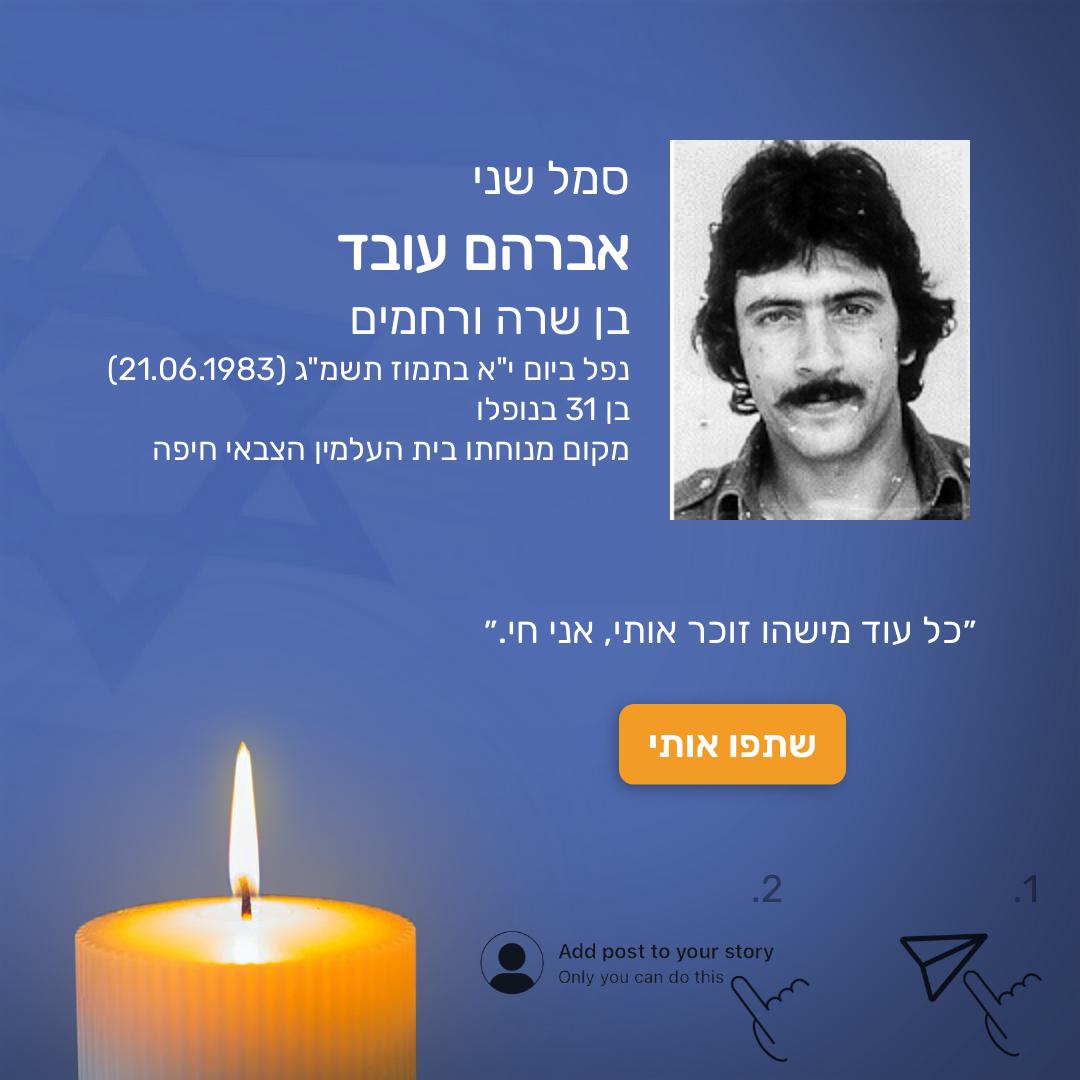 סמל שני
אברהם עובד
בן שרה ורחמים
נפל ביום י"א בתמוז תשמ"ג (21.06.1983)
בן 31 בנופלו
מקום מנוחתו בית העלמין הצבאי חיפה
״כל עוד מישהו זוכר אותי, אני חי.״
שתפו אותי
.1
.2
Add post to your story
Only you can do this